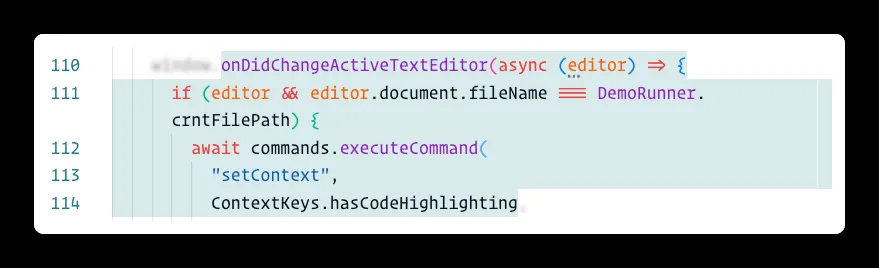 110 window.onDidChangeActiveTextEditor(async (editor) => {
111 if (editor && editor.document.fileName === DemoRunner.
crntFilePath) {
112 await commands.executeCommand(
113 "setContext",
114 ContextKeys.hasCodeHighlighting